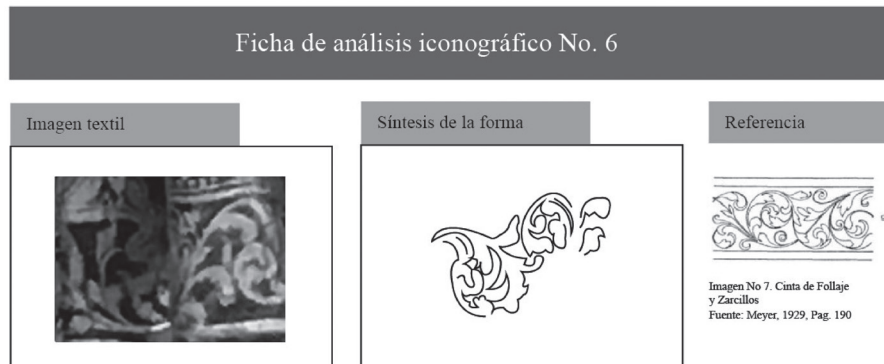 Ficha de análisis iconográfico No. 6
Imagen textil
Síntesis de la forma
Referencia
Imagen No 7. Cinta de Follaje
y Zarcillos
Fuente: Meyer, 1929, Pag. 190